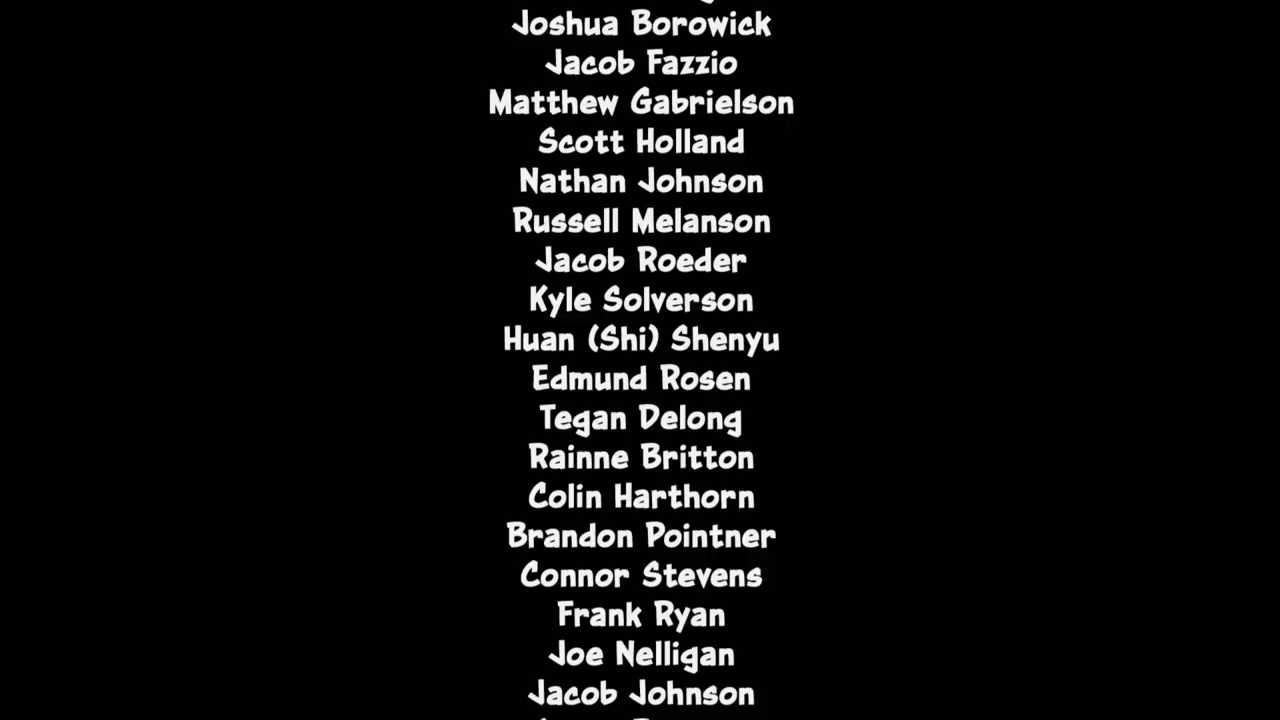 Joshua Borowick
Jacob Fazzio
Matthew Gabrielson
Scott Holland
Nathan Johnson
Russell Melanson
Jacob Roeder
Kyle Solverson
Huan (Shi) Shenyu
Edmund Rosen
Tegan Delong
Rainne Britton
Colin Harthorn
Brandon Pointner
Connor Stevens
Frank Ryan
Joe Nelligan
Jacob Johnson